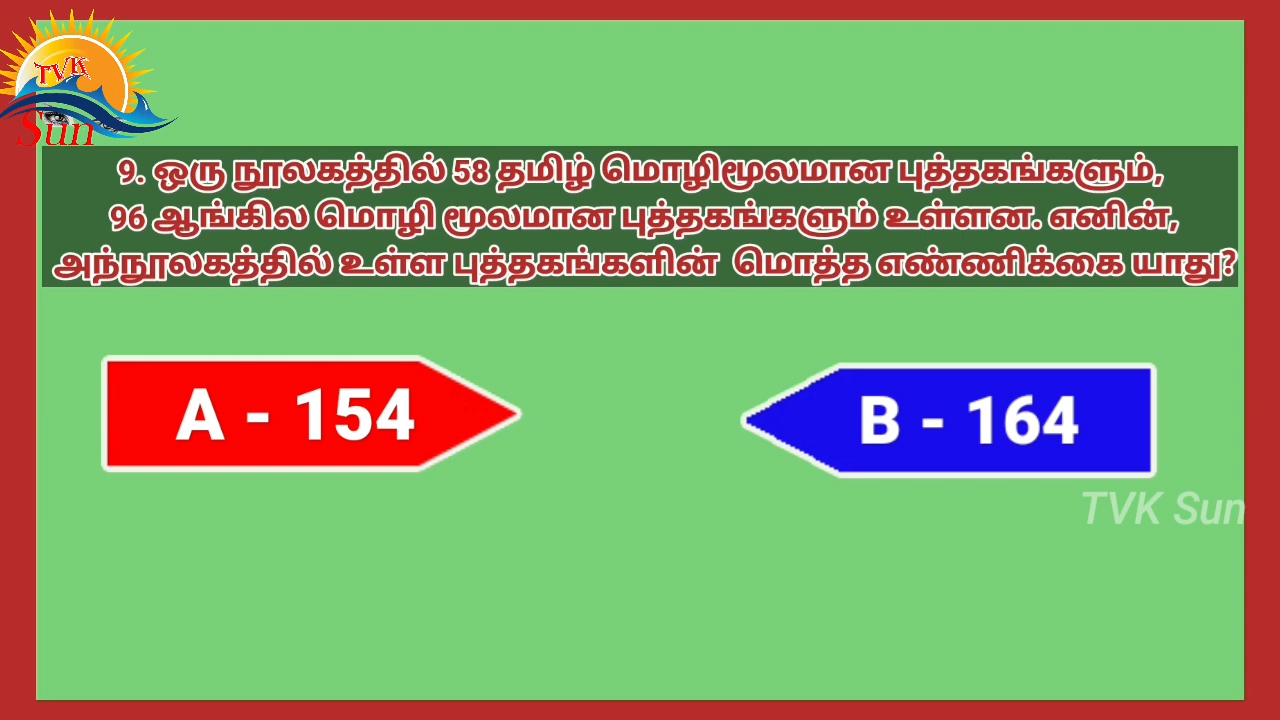 TVK
Sun
9. ஒரு நூலகத்தில் 58 தமிழ் மொழிமூலமான புத்தகங்களும்,
96 ஆங்கில மொழி மூலமான புத்தகங்களும் உள்ளன. எனின்,
அந்நூலகத்தில் உள்ள புத்தகங்களின் மொத்த எண்ணிக்கை யாது?
A - 154
B - 164
TVK Sun